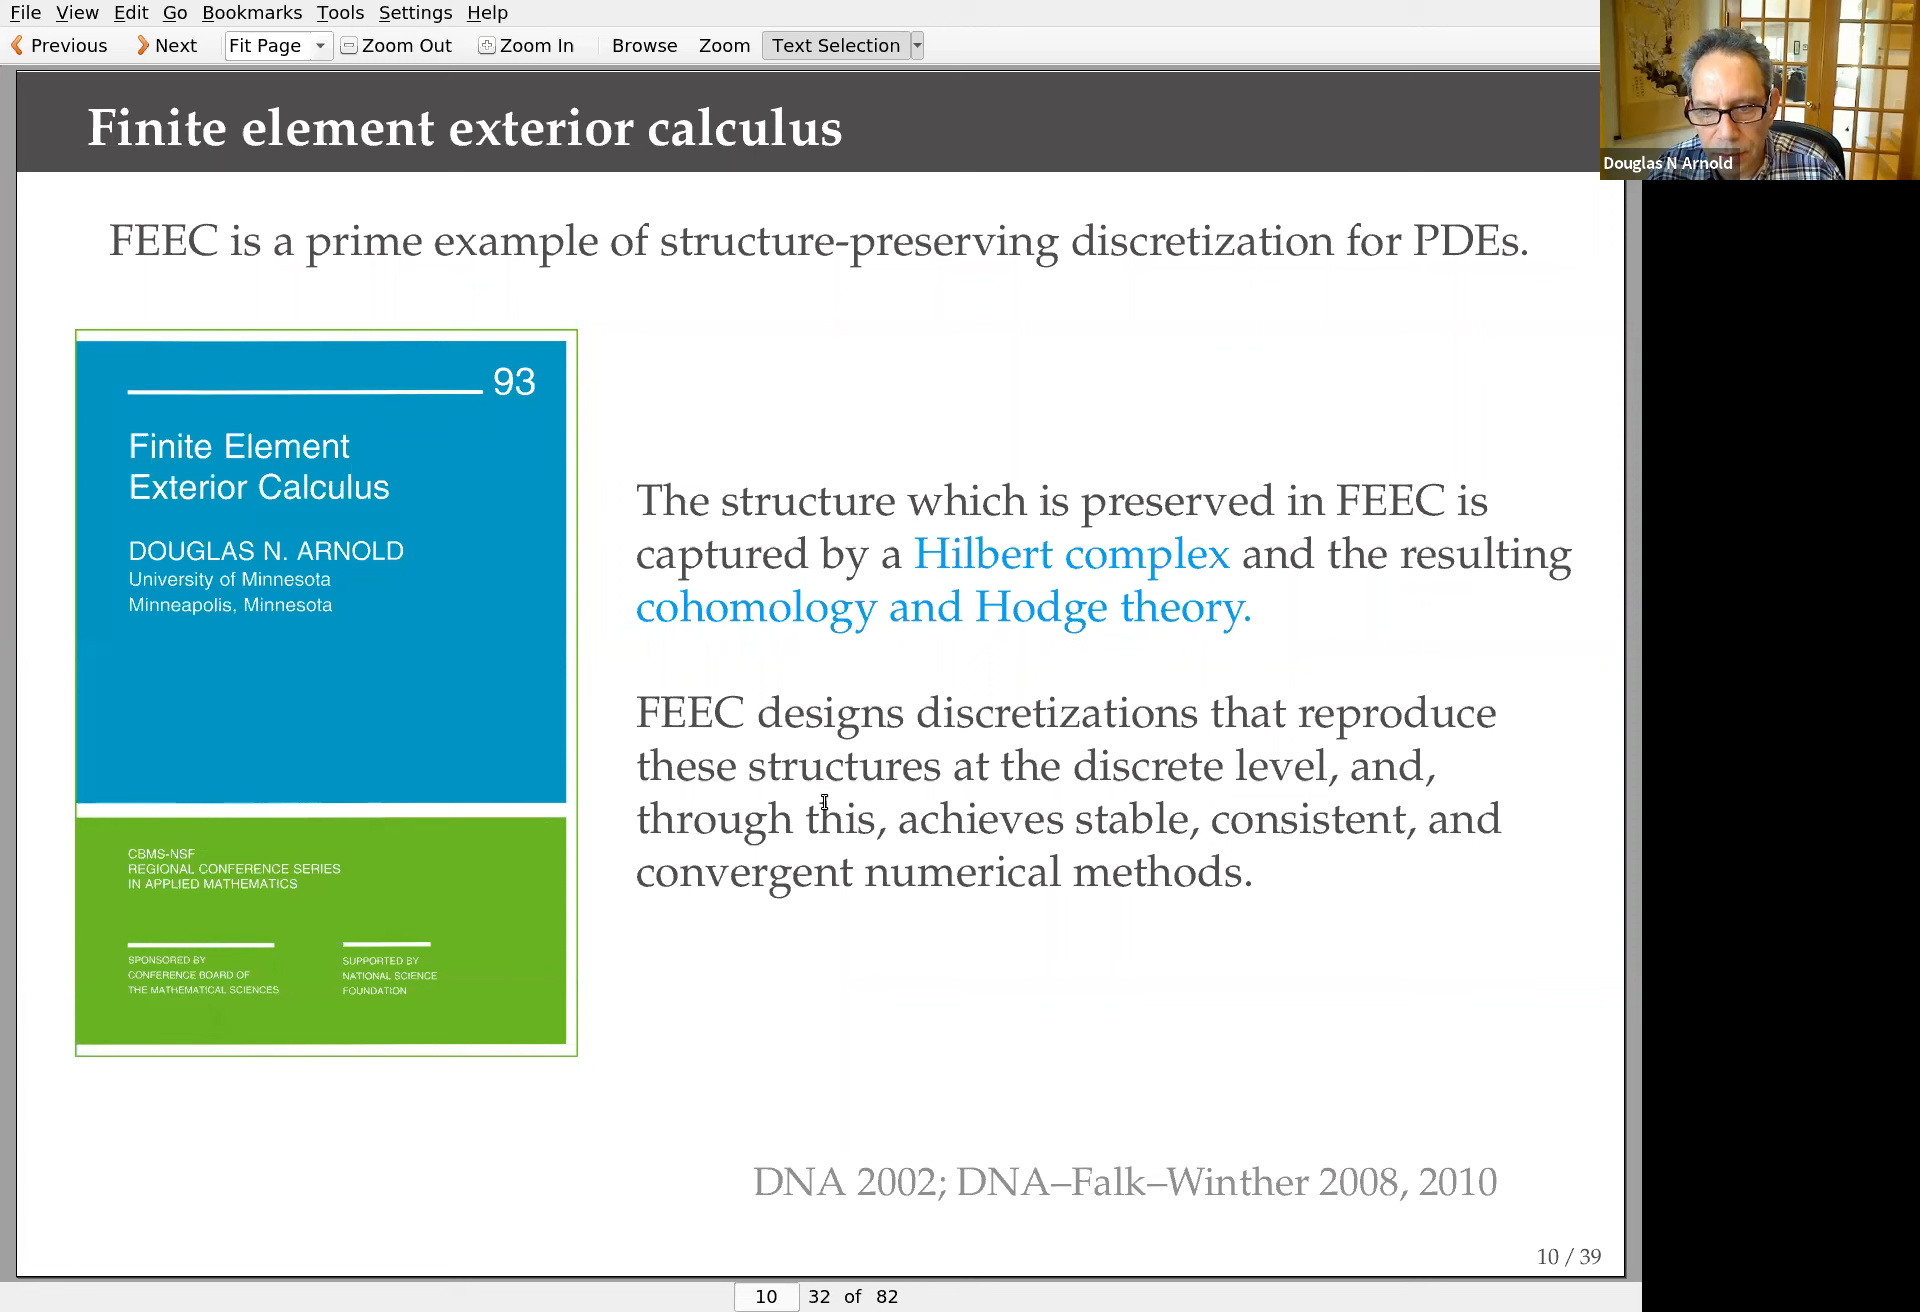 File View Edit Go Bookmarks Tools Settings Help
Previous Next Fit Page Zoom Out Zoom In Browse Zoom Text Selection
Douglas N Arnold
Finite element exterior calculus
FEEC is a prime example of structure-preserving discretization for PDEs.
93
Finite Element
Exterior Calculus
DOUGLAS N. ARNOLD
University of Minnesota
Minneapolis, Minnesota
CBMS-NSF
REGIONAL CONFERENCE SERIES
IN APPLIED MATHEMATICS
SPONSORED BY
CONFERENCE BOARD OF
THE MATHEMATICAL SCIENCES
SUPPORTED BY
NATIONAL SCIENCE
FOUNDATION
The structure which is preserved in FEEC is
captured by a Hilbert complex and the resulting
cohomology and Hodge theory.
FEEC designs discretizations that reproduce
these structures at the discrete level, and,
through this, achieves stable, consistent, and
convergent numerical methods.
DNA 2002; DNA–Falk–Winther 2008, 2010
10 / 39
10 32 of 82